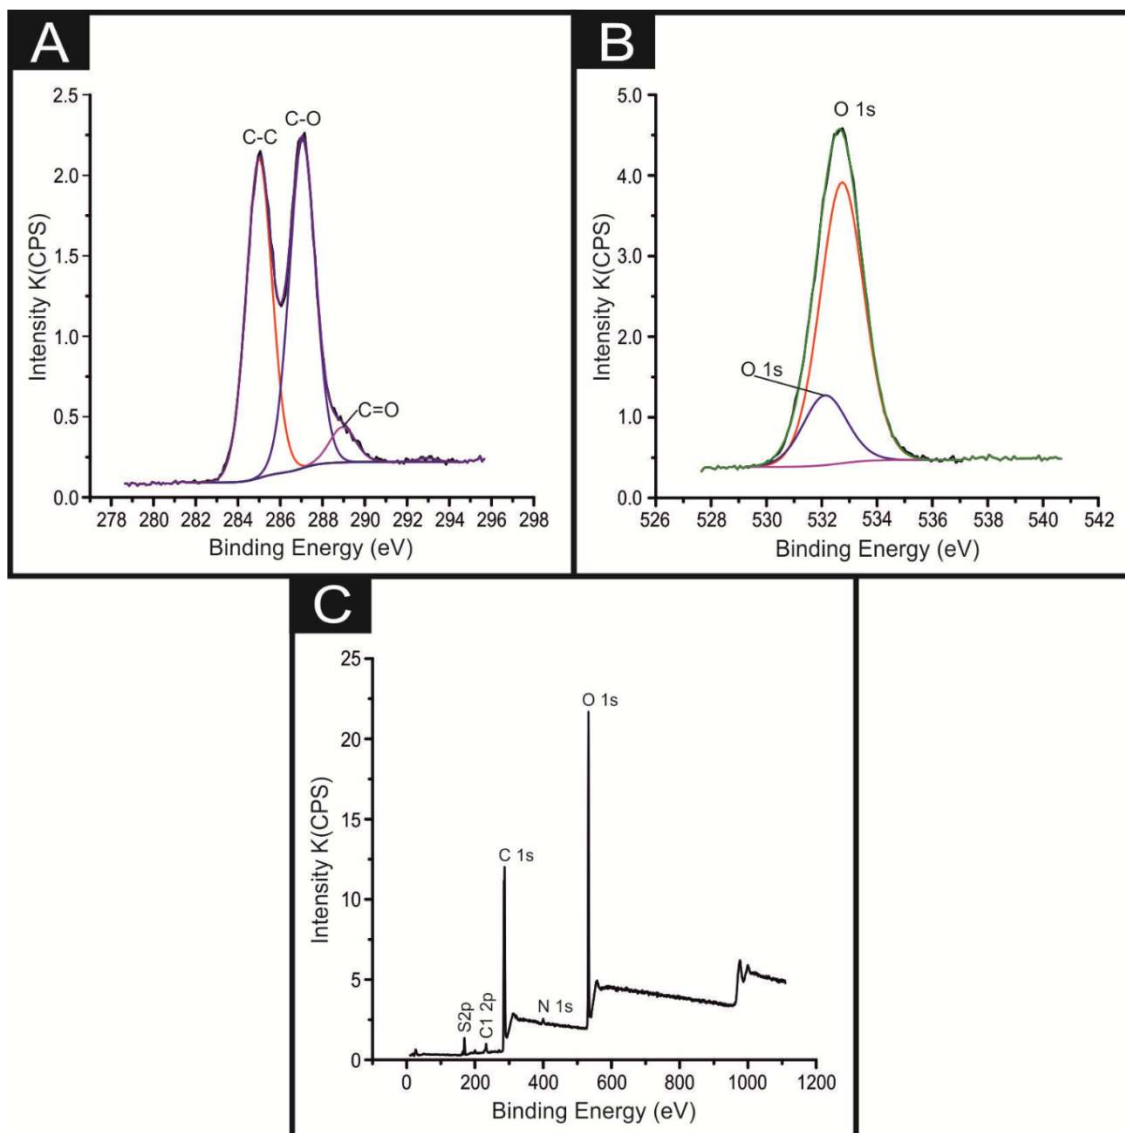 A
2.5
2.0
1.5
1.0
0.5
0.0
Intensity K(CPS)
C-C
C-O
C=O
278 280 282 284 286 288 290 292 294 296 298
Binding Energy (eV)
B
5.0
4.0
3.0
2.0
1.0
0.0
Intensity K(CPS)
O 1s
O 1s
526 528 530 532 534 536 538 540 542
Binding Energy (eV)
C
25
20
15
10
5
0
Intensity K(CPS)
O 1s
C 1s
S2p
C1 2p
N 1s
0 200 400 600 800 1000 1200
Binding Energy (eV)